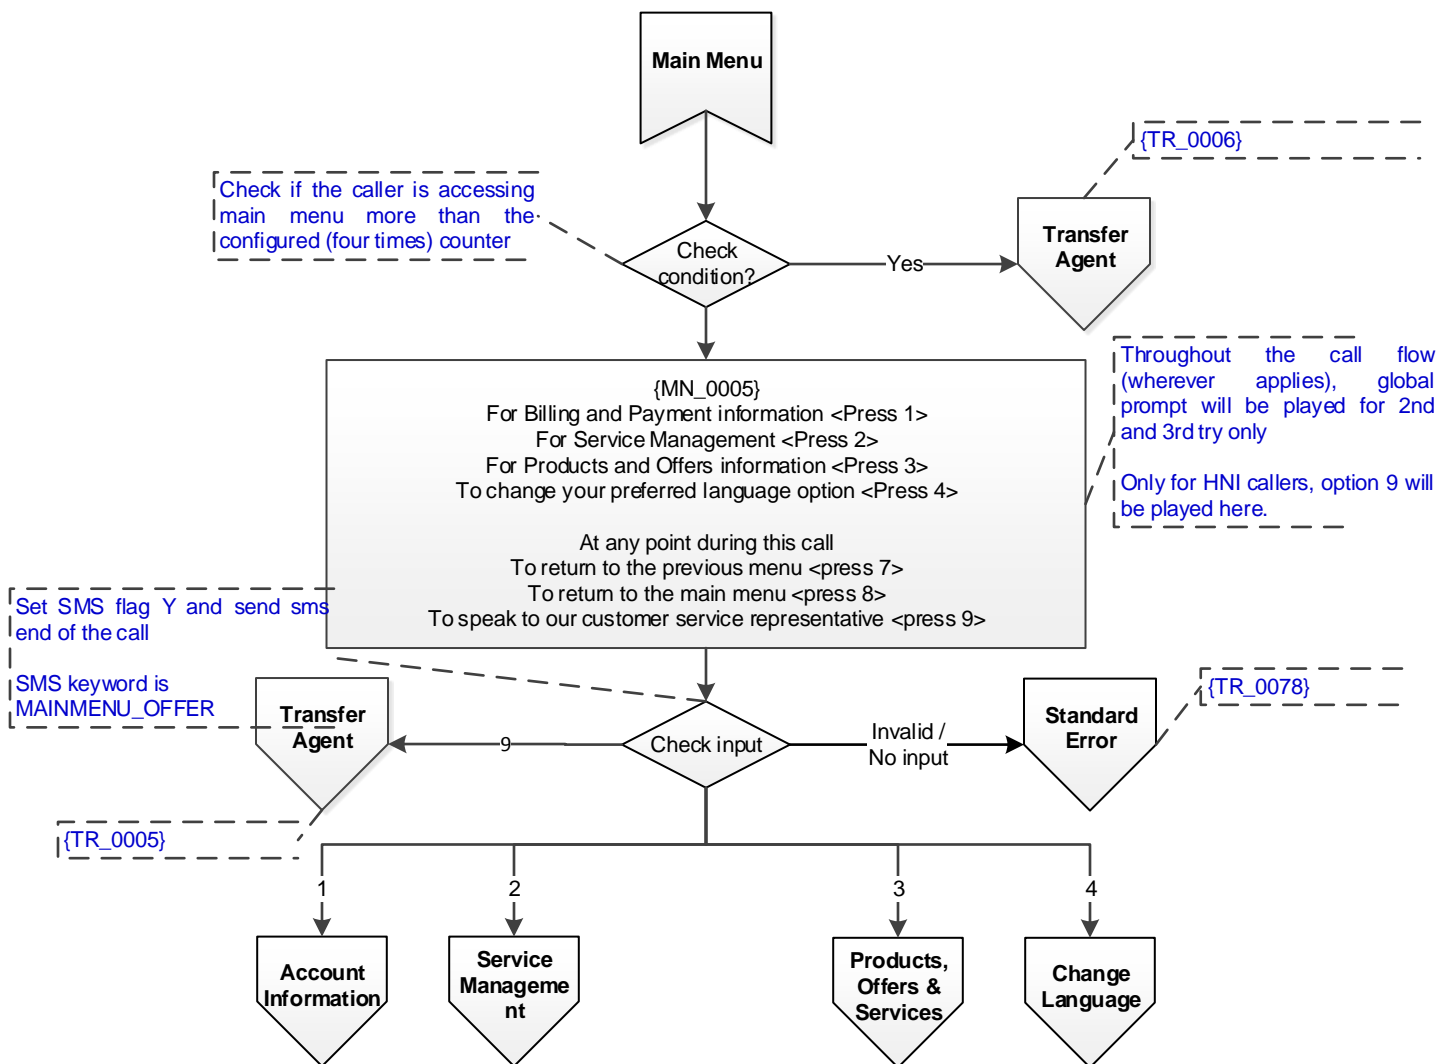 Main Menu
{TR_0006}
Check if the caller is accessing
main menu more than the
configured (four times) counter
Check
condition?
Yes
Transfer
Agent
Throughout the call flow
(wherever applies), global
prompt will be played for 2nd
and 3rd try only
Only for HNI callers, option 9 will
be played here.
{MN_0005}
For Billing and Payment information <Press 1>
For Service Management <Press 2>
For Products and Offers information <Press 3>
To change your preferred language option <Press 4>
At any point during this call
To return to the previous menu <press 7>
To return to the main menu <press 8>
To speak to our customer service representative <press 9>
Set SMS flag Y and send sms
end of the call
SMS keyword is
MAINMENU_OFFER
Transfer
Agent
9
Check input
Invalid /
No input
Standard
Error
{TR_0078}
{TR_0005}
1
2
3
4
Account
Information
Service
Manageme
nt
Products,
Offers &
Services
Change
Language